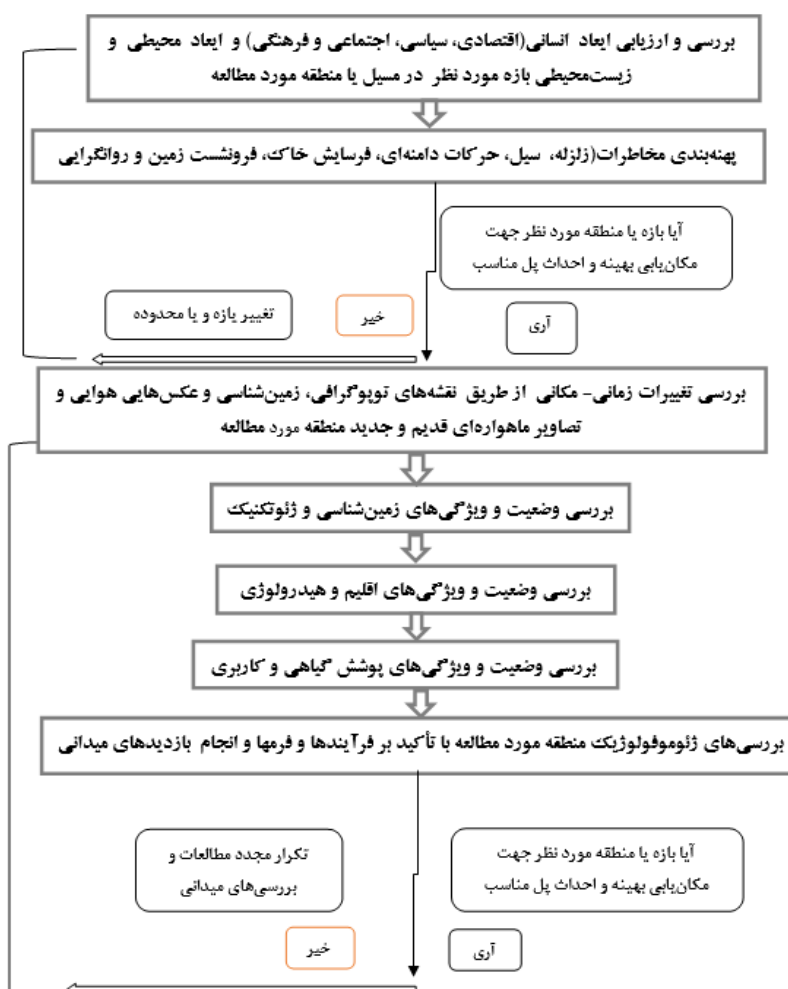 بررسی و ارزیابی ابعاد انسانی(اقتصادی، سیاسی، اجتماعی و فرهنگی) و ابعاد محیطی و
زیست‌محیطی بازه مورد نظر در مسیل یا منطقه مورد مطالعه
پهنه‌بندی مخاطرات(زلزله، سیل، حرکات دامنه‌ای، فرسایش خاک، فرونشست زمین و روانگرایی
آیا بازه یا منطقه مورد نظر جهت
مکان‌یابی بهینه و احداث پل مناسب
آری
خیر
تغییر یازه و یا محدوده
بررسی تغییرات زمانی- مکانی از طریق نقشه‌های توپوگرافی، زمین‌شناسی و عکس‌هایی هوایی و
تصاویر ماهواره‌ای قدیم و جدید منطقه مورد مطالعه
بررسی وضعیت و ویژگی‌های زمین‌شناسی و ژئوتکنیک
بررسی وضعیت و ویژگی‌های اقلیم و هیدرولوژی
بررسی وضعیت و ویژگی‌های پوشش گیاهی و کاربری
بررسی‌های ژئوموفولوژیک منطقه مورد مطالعه با تأکید بر فرآیندها و فرمها و انجام بازدیدهای میدانی
آیا بازه یا منطقه مورد نظر جهت
مکان‌یابی بهینه و احداث پل مناسب
تکرار مجدد مطالعات و
بررسی‌های میدانی
آری
خیر